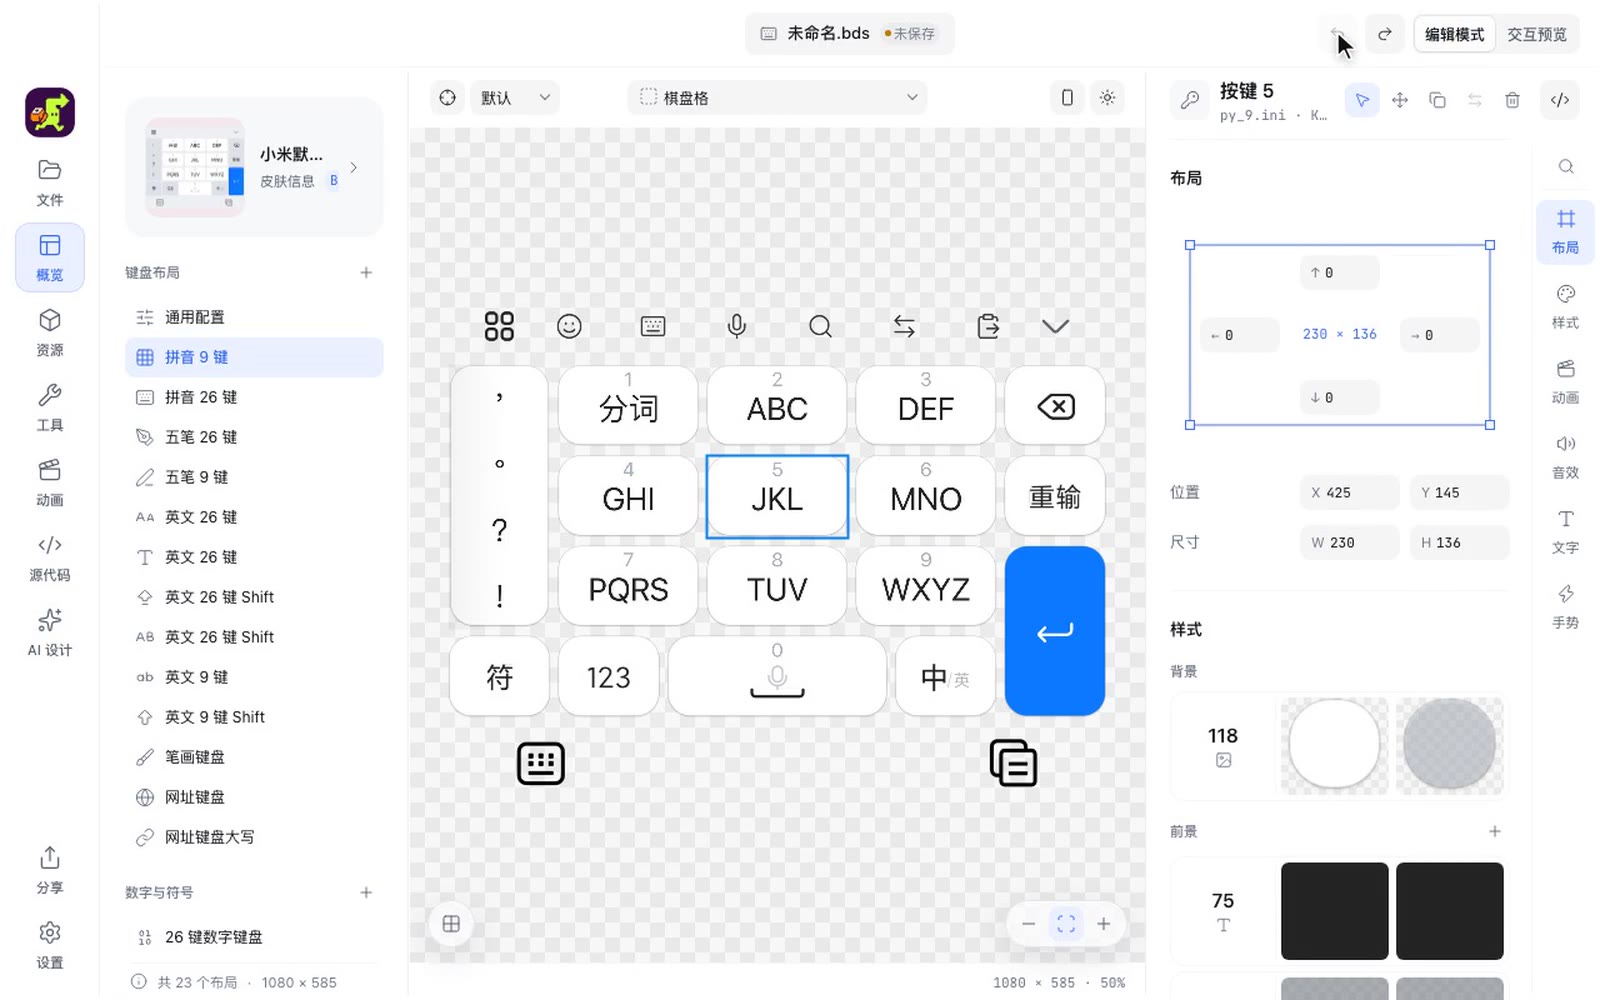 未命名.bds
未保存
编辑模式
交互预览
文件
概览
资源
工具
动画
源代码
AI 设计
分享
设置
小米默...
皮肤信息 B
键盘布局
通用配置
拼音 9 键
拼音 26 键
五笔 26 键
五笔 9 键
AA 英文 26 键
英文 26 键
英文 26 键 Shift
AB 英文 26 键 Shift
ab 英文 9 键
英文 9 键 Shift
笔画键盘
网址键盘
网址键盘大写
数字与符号
26 键数字键盘
共 23 个布局 · 1080 × 585
默认
棋盘格
，
。
？
！
1
分词
2
ABC
3
DEF
4
GHI
5
JKL
6
MNO
重输
7
PQRS
8
TUV
9
WXYZ
符
123
0
中/英
1080 × 585 · 50%
按键 5
py_9.ini · K…
布局
↑ 0
← 0
230 × 136
→ 0
↓ 0
位置
X 425
Y 145
尺寸
W 230
H 136
样式
背景
118
前景
75
布局
样式
动画
音效
文字
手势